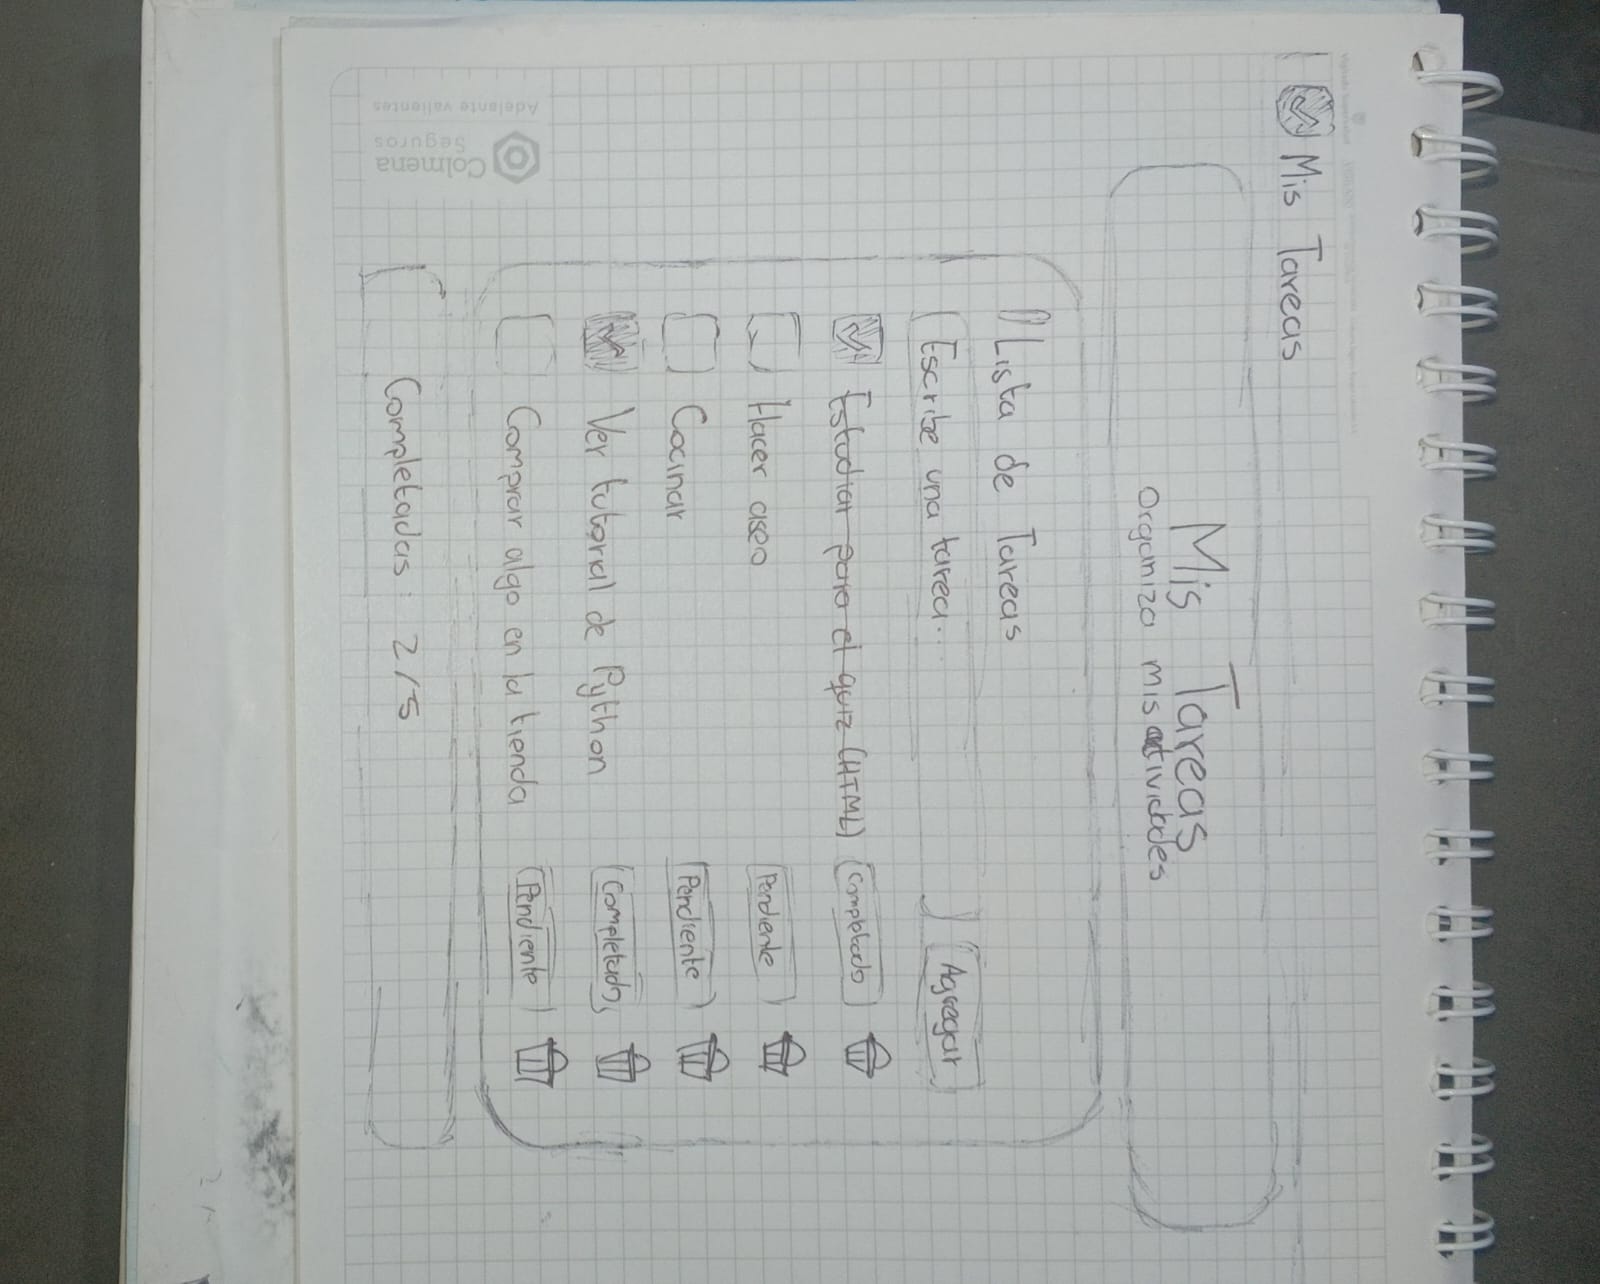 Mis Tareas
Mis Tareas
Organiza mis actividades
Lista de Tareas
Escribe una tarea...
Agregar
Estudiar para el quiz (HTML) Completado
Hacer aseo Pendiente
Cocinar Pendiente
Ver tutorial de Python Completado
Comprar algo en la tienda Pendiente
Completadas: 2/5
Colmena
Seguros
Adelante valientes